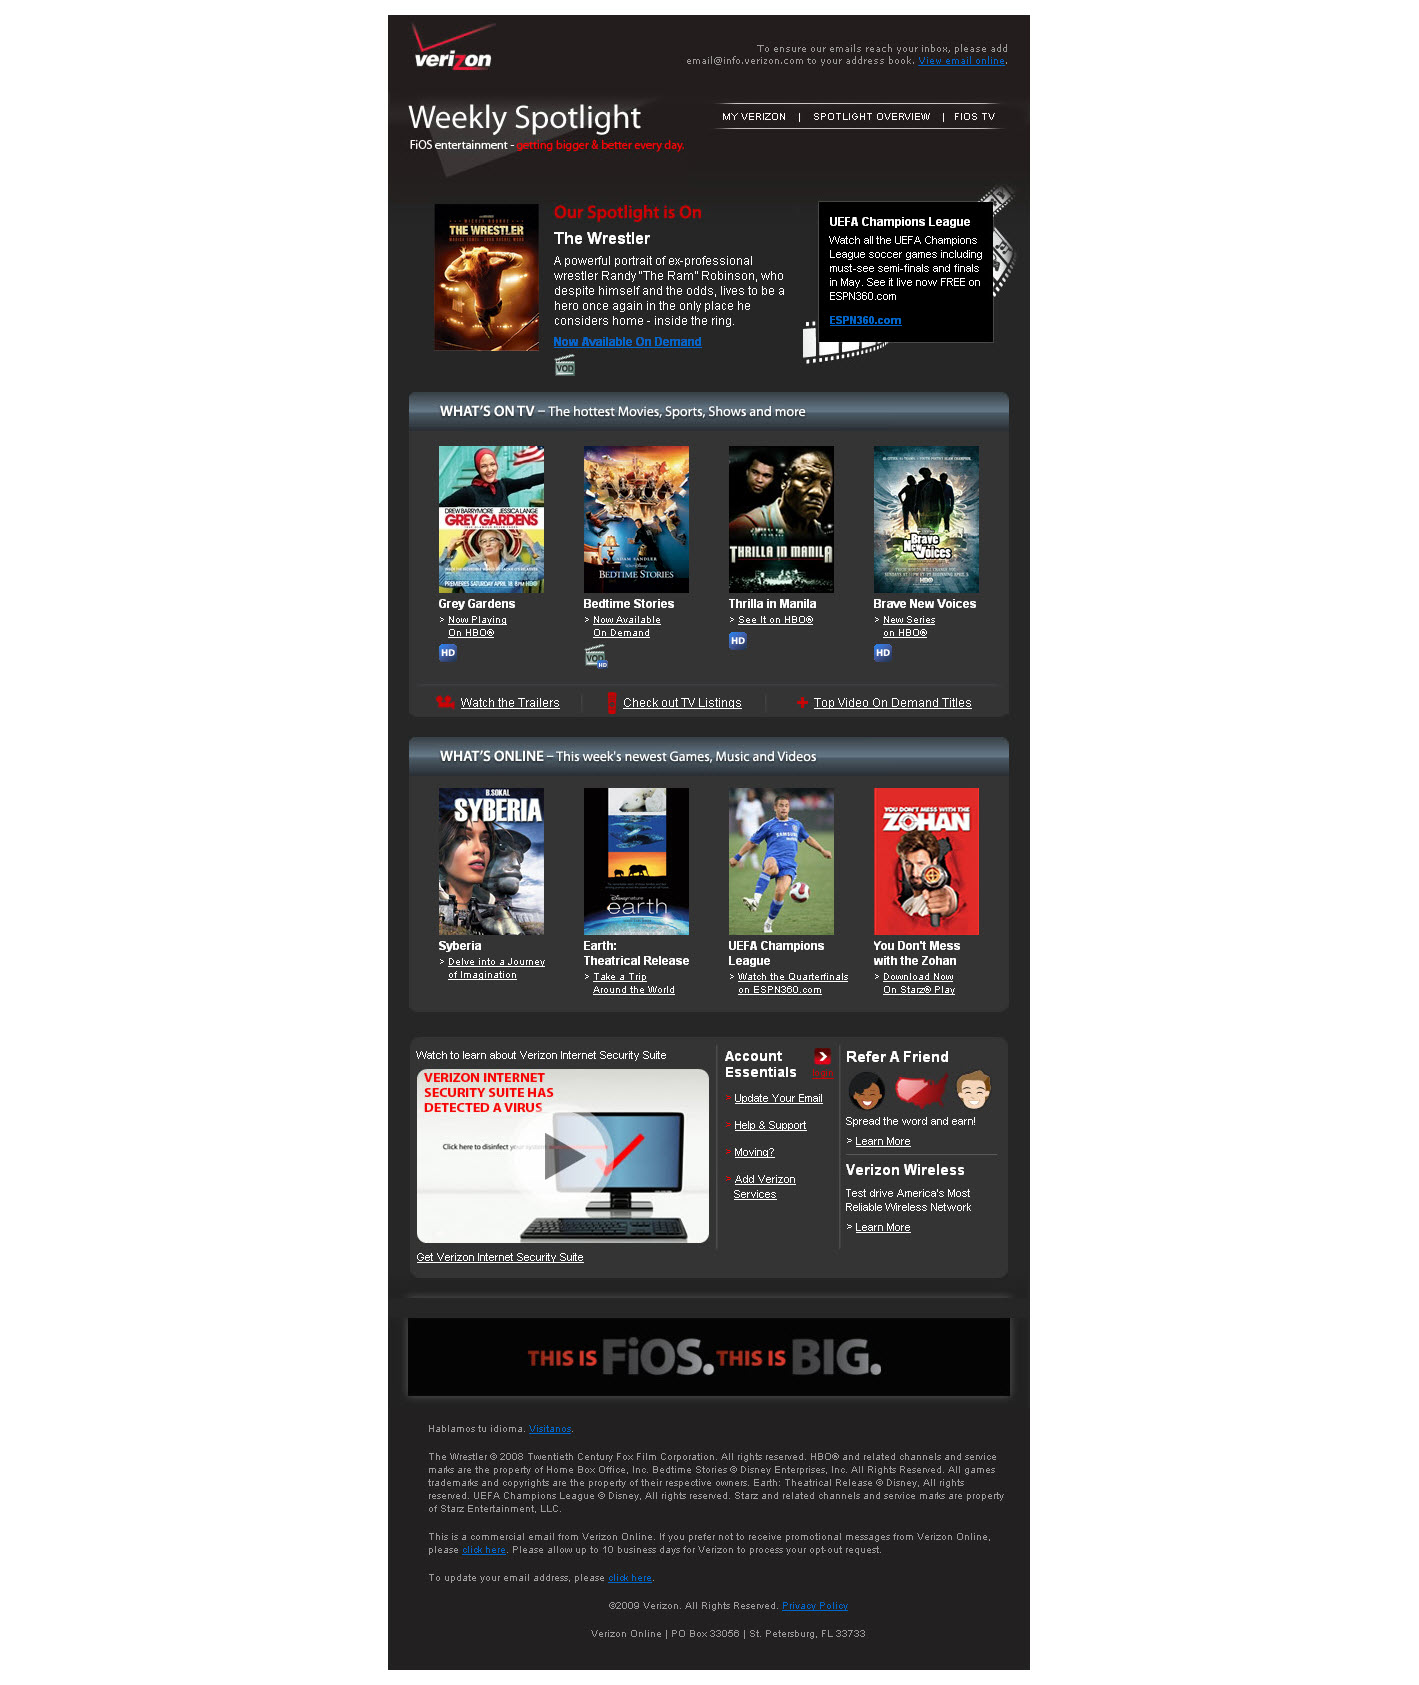 verizon
To ensure our emails reach your inbox, please add
email@info.verizon.com to your address book. View email online.
Weekly Spotlight
MY VERIZON | SPOTLIGHT OVERVIEW | FIOS TV
FiOS entertainment - getting bigger & better every day.
THE WRESTLER
Our Spotlight is On
The Wrestler
A powerful portrait of ex-professional
wrestler Randy "The Ram" Robinson, who
despite himself and the odds, lives to be a
hero once again in the only place he
considers home - inside the ring.
Now Available On Demand
VOD
UEFA Champions League
Watch all the UEFA Champions
League soccer games including
must-see semi-finals and finals
in May. See it live now FREE on
ESPN360.com
ESPN360.com
WHAT'S ON TV – The hottest Movies, Sports, Shows and more
DREW BARRYMORE JESSICA LANGE
GREY GARDENS
PREMIERES SATURDAY APRIL 18 8PM HBO
Grey Gardens
> Now Playing
On HBO®
HD
ADAM SANDLER
BEDTIME STORIES
Bedtime Stories
> Now Available
On Demand
VOD
HD
THRILLA IN MANILA
Thrilla in Manila
> See It on HBO®
HD
Brave
New
Voices
HBO
Brave New Voices
> New Series
on HBO®
HD
Watch the Trailers
Check out TV Listings
Top Video On Demand Titles
WHAT'S ONLINE – This week's newest Games, Music and Videos
B.SOKAL
SYBERIA
Syberia
> Delve into a Journey
of Imagination
Disneynature
earth
Earth:
Theatrical Release
> Take a Trip
Around the World
SAMSUNG
UEFA Champions
League
> Watch the Quarterfinals
on ESPN360.com
YOU DON'T MESS WITH THE
ZOHAN
You Don't Mess
with the Zohan
> Download Now
On Starz® Play
Watch to learn about Verizon Internet Security Suite
VERIZON INTERNET
SECURITY SUITE HAS
DETECTED A VIRUS
Click here to disinfect your system
Get Verizon Internet Security Suite
Account
Essentials
Login
> Update Your Email
> Help & Support
> Moving?
> Add Verizon
Services
Refer A Friend
Spread the word and earn!
> Learn More
Verizon Wireless
Test drive America's Most
Reliable Wireless Network
> Learn More
THIS IS FiOS. THIS IS BIG.
Hablamos tu idioma. Visítanos.
The Wrestler © 2008 Twentieth Century Fox Film Corporation. All rights reserved. HBO® and related channels and service
marks are the property of Home Box Office, Inc. Bedtime Stories © Disney Enterprises, Inc. All Rights Reserved. All games
trademarks and copyrights are the property of their respective owners. Earth: Theatrical Release © Disney, All rights
reserved. UEFA Champions League © Disney, All rights reserved. Starz and related channels and service marks are property
of Starz Entertainment, LLC.
This is a commercial email from Verizon Online. If you prefer not to receive promotional messages from Verizon Online,
please click here. Please allow up to 10 business days for Verizon to process your opt-out request.
To update your email address, please click here.
©2009 Verizon. All Rights Reserved. Privacy Policy
Verizon Online | PO Box 33056 | St. Petersburg, FL 33733